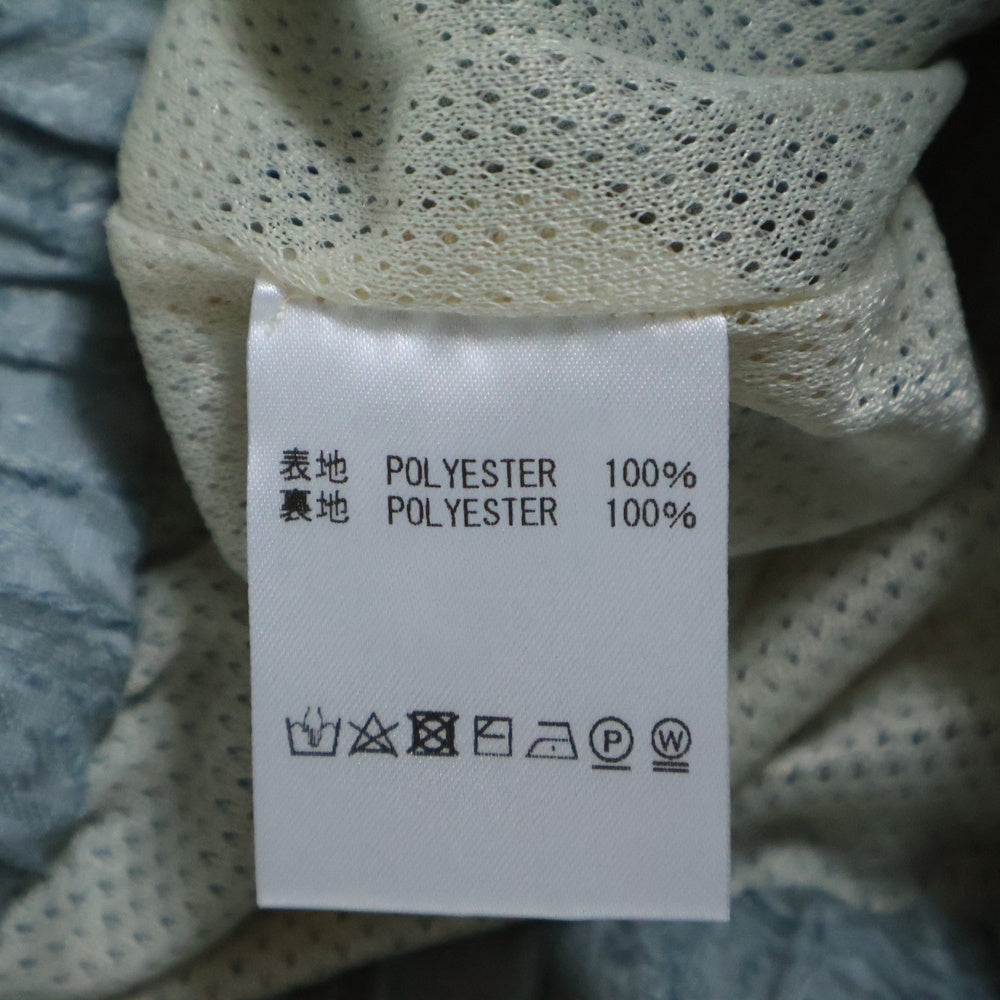 表地 POLYESTER 100%
裏地 POLYESTER 100%
P W